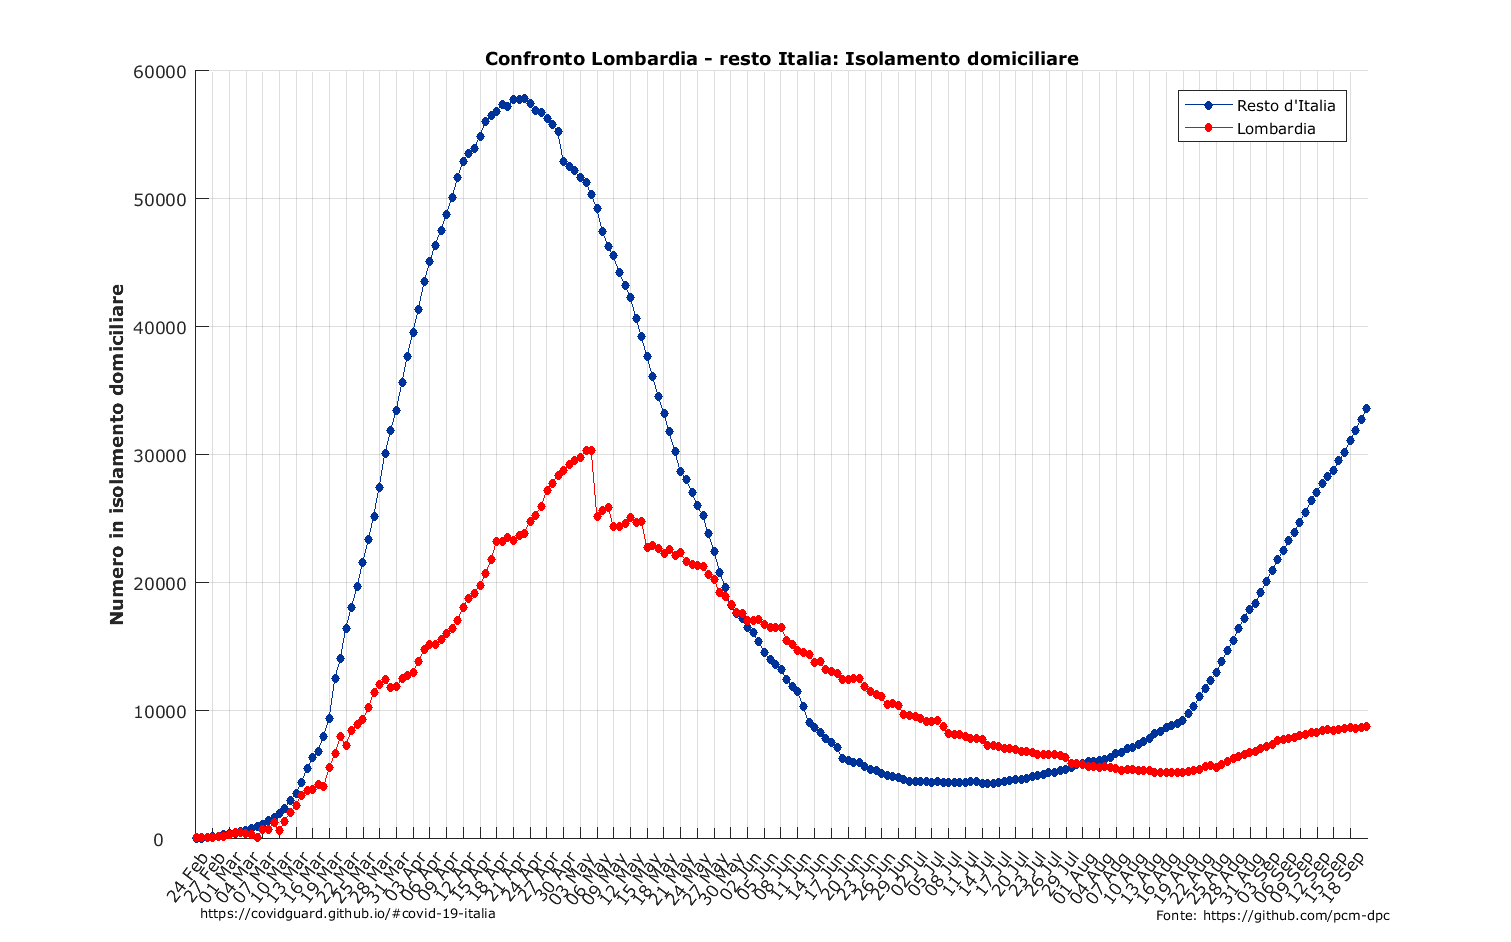 Confronto Lombardia - resto Italia: Isolamento domiciliare
60000
50000
40000
30000
20000
10000
0
Numero in isolamento domiciliare
Resto d'Italia
Lombardia
24 Feb
27 Feb
01 Mar
04 Mar
07 Mar
10 Mar
13 Mar
16 Mar
19 Mar
22 Mar
25 Mar
28 Mar
31 Mar
03 Apr
06 Apr
09 Apr
12 Apr
15 Apr
18 Apr
21 Apr
24 Apr
27 Apr
30 Apr
03 May
06 May
09 May
12 May
15 May
18 May
21 May
24 May
27 May
30 May
02 Jun
05 Jun
08 Jun
11 Jun
14 Jun
17 Jun
20 Jun
23 Jun
26 Jun
29 Jun
02 Jul
05 Jul
08 Jul
11 Jul
14 Jul
17 Jul
20 Jul
23 Jul
26 Jul
29 Jul
01 Aug
04 Aug
07 Aug
10 Aug
13 Aug
16 Aug
19 Aug
22 Aug
25 Aug
28 Aug
31 Aug
03 Sep
06 Sep
09 Sep
12 Sep
15 Sep
18 Sep
https://covidguard.github.io/#covid-19-italia
Fonte: https://github.com/pcm-dpc